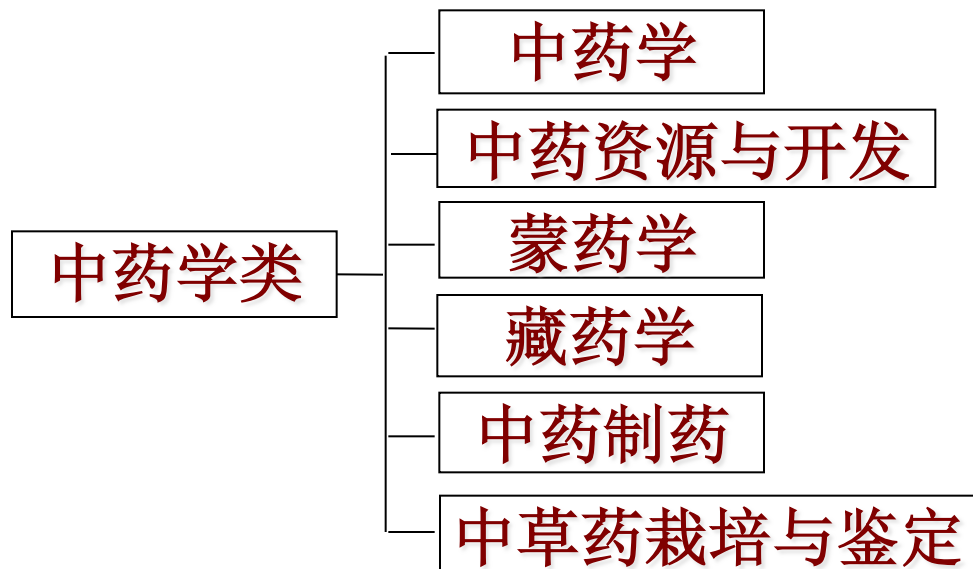 中药学类
中药学
中药资源与开发
蒙药学
藏药学
中药制药
中草药栽培与鉴定